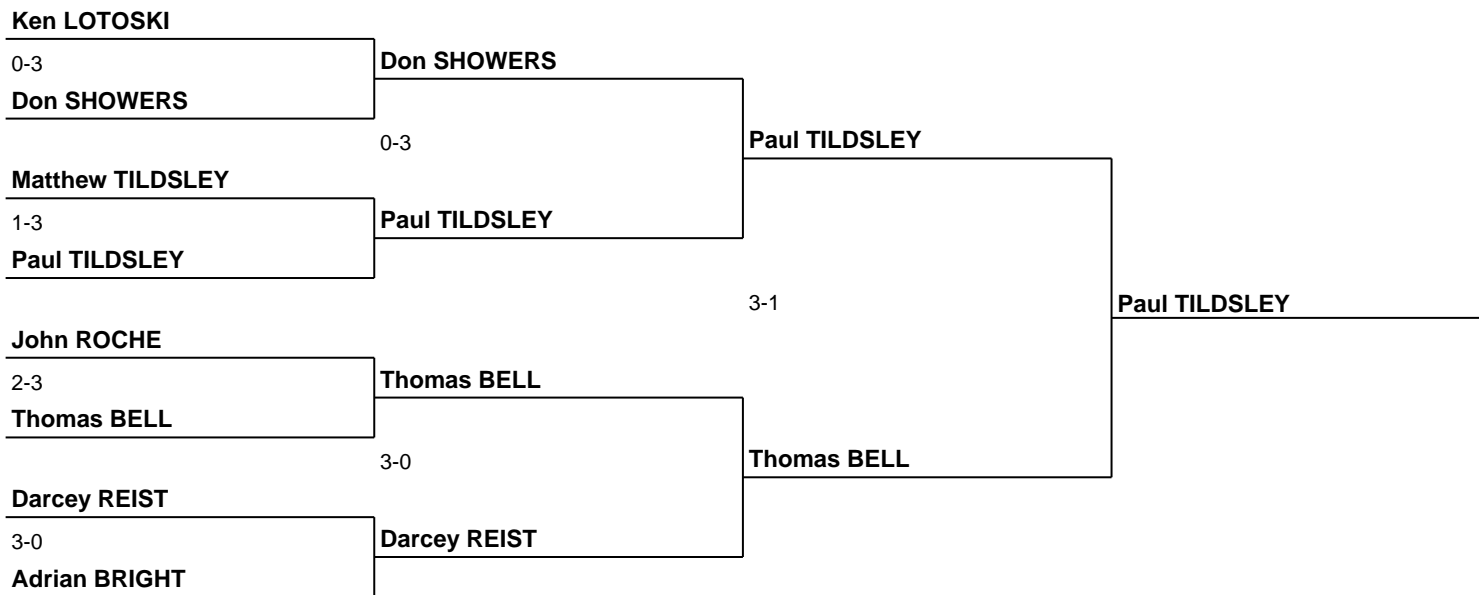 Ken LOTOSKI
0-3
Don SHOWERS
Don SHOWERS
0-3
Paul TILDSLEY
Matthew TILDSLEY
1-3
Paul TILDSLEY
Paul TILDSLEY
3-1
Paul TILDSLEY
John ROCHE
2-3
Thomas BELL
Thomas BELL
3-0
Thomas BELL
Darcey REIST
3-0
Darcey REIST
Adrian BRIGHT